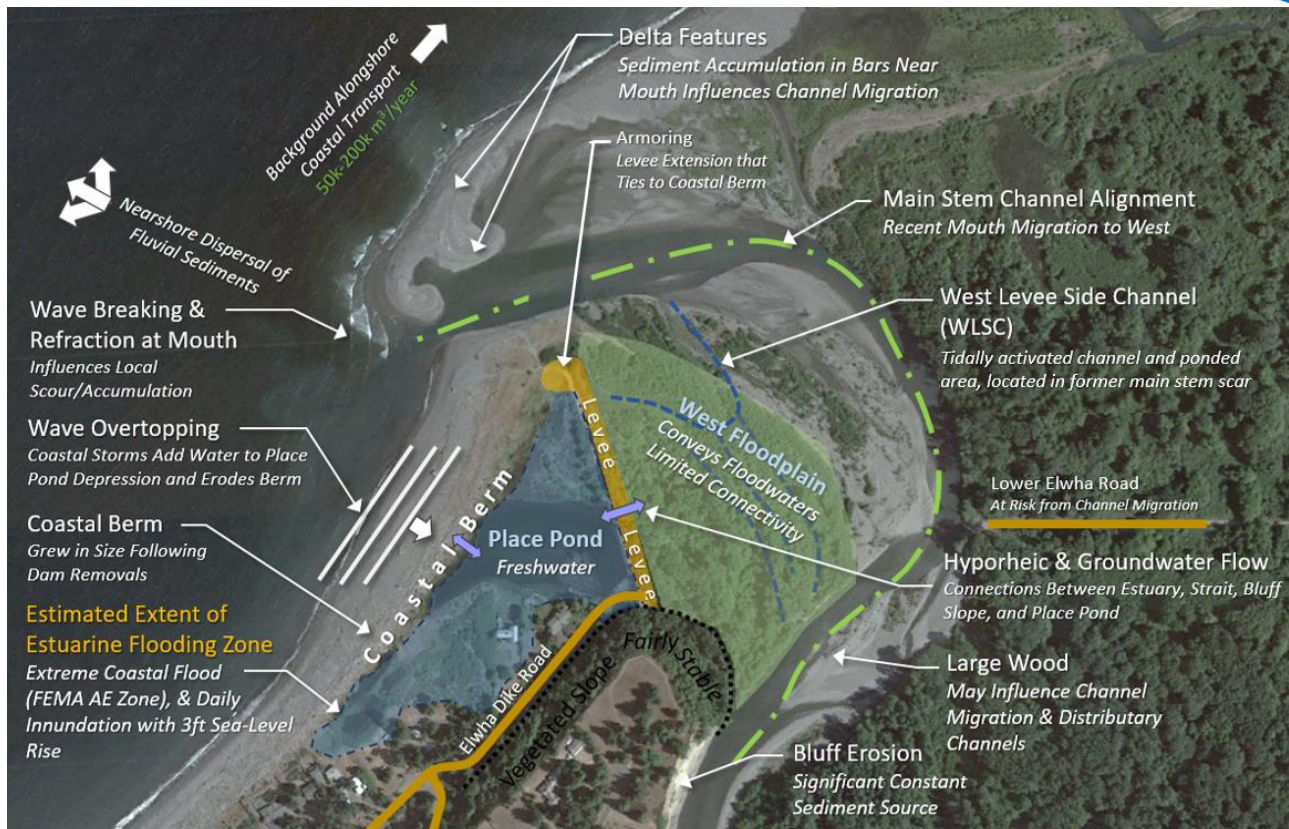 Background Alongshore
Coastal Transport
50k-200k m³/year
Nearshore Dispersal of
Fluvial Sediments
Delta Features
Sediment Accumulation in Bars Near
Mouth Influences Channel Migration
Armoring
Levee Extension that
Ties to Coastal Berm
Main Stem Channel Alignment
Recent Mouth Migration to West
Wave Breaking &
Refraction at Mouth
Influences Local
Scour/Accumulation
West Levee Side Channel
(WLSC)
Tidally activated channel and ponded
area, located in former main stem scar
Wave Overtopping
Coastal Storms Add Water to Place
Pond Depression and Erodes Berm
Coastal Berm
Grew in Size Following
Dam Removals
Estimated Extent of
Estuarine Flooding Zone
Extreme Coastal Flood
(FEMA AE Zone), & Daily
Innundation with 3ft Sea-Level
Rise
Coastal Berm
Place Pond
Freshwater
Levee
Levee
West Floodplain
Conveys Floodwaters
Limited Connectivity
Lower Elwha Road
At Risk from Channel Migration
Hyporheic & Groundwater Flow
Connections Between Estuary, Strait, Bluff
Slope, and Place Pond
Large Wood
May Influence Channel
Migration & Distributary
Channels
Elwha Dike Road
Vegetated Slope Fairly Stable
Bluff Erosion
Significant Constant
Sediment Source